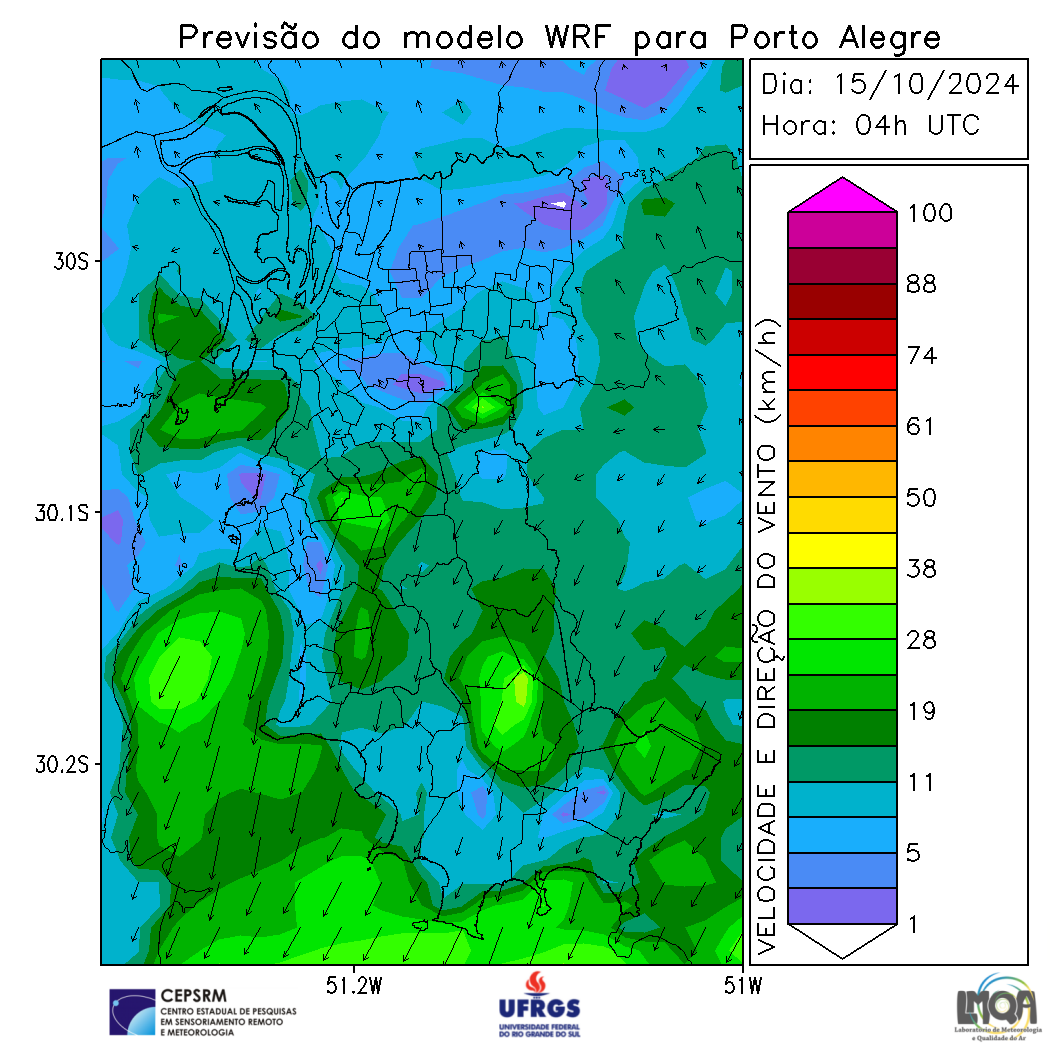 Previsão do modelo WRF para Porto Alegre
Dia: 15/10/2024
Hora: 04h UTC
30S
30.1S
30.2S
51.2W
51W
VELOCIDADE E DIREÇÃO DO VENTO (km/h)
100
88
74
61
50
38
28
19
11
5
1
CEPSRM
CENTRO ESTADUAL DE PESQUISAS
EM SENSORIAMENTO REMOTO
E METEOROLOGIA
UFRGS
UNIVERSIDADE FEDERAL
DO RIO GRANDE DO SUL
LMQA
Laboratório de Meteorologia
e Qualidade do Ar